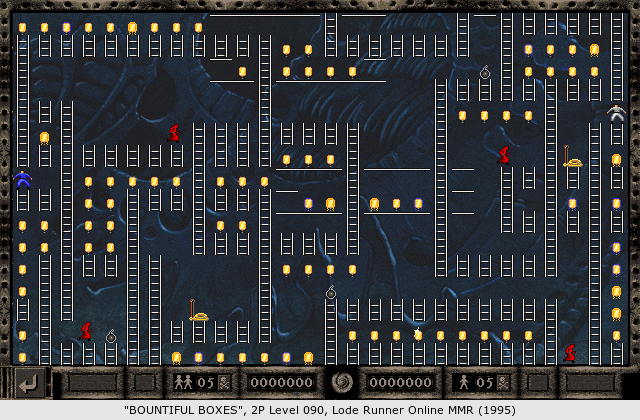 05 0000000 0000000 05
"BOUNTIFUL BOXES", 2P Level 090, Lode Runner Online MMR (1995)